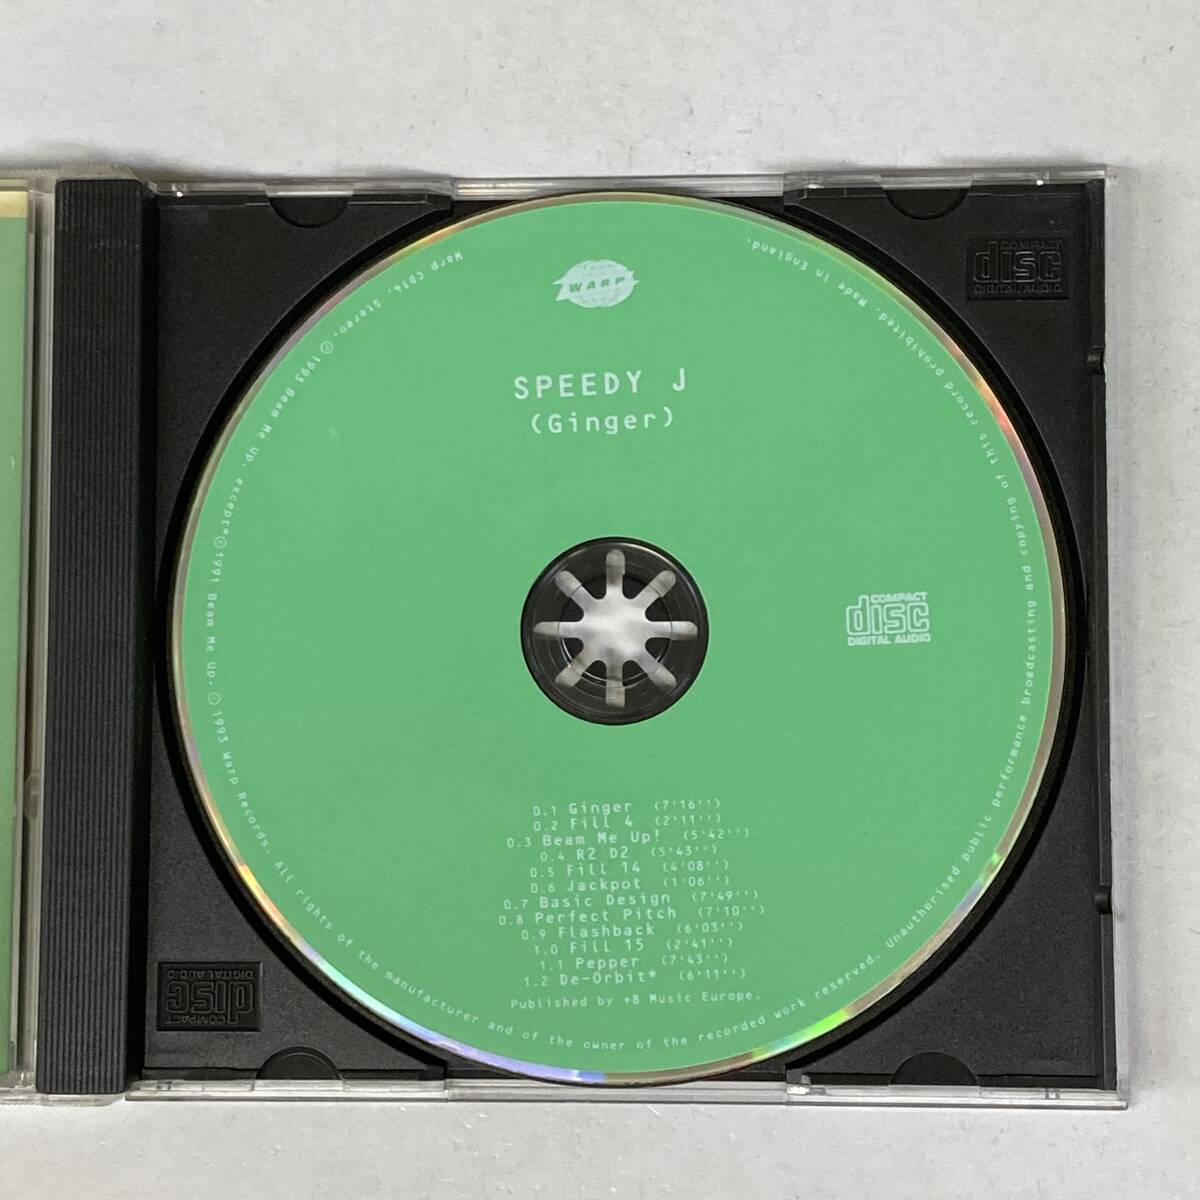 WARP
SPEEDY J
(Ginger)
COMPACT
disc
DIGITAL AUDIO
0.1 Ginger (7'16'')
0.2 Fill 4 (2'11'')
0.3 Beam Me Up! (5'42'')
0.4 R2 D2 (5'43'')
0.5 Fill 14 (4'08'')
0.6 Jackpot (1'06'')
0.7 Basic Design (7'49'')
0.8 Perfect Pitch (7'10'')
0.9 Flashback (6'03'')
1.0 Fill 15 (2'41'')
1.1 Pepper (7'43'')
1.2 De-Orbit* (6'11'')
Published by +8 Music Europe.
Warp CD14. Stereo. ℗ 1993 Beam Me Up, except* ℗ 1991 Beam Me Up. © 1993 Warp Records. All rights of the manufacturer and of the owner of the recorded work reserved. Unauthorised public performance broadcasting and copying of this record prohibited. Made in England.
COMPACT
disc
DIGITAL AUDIO
COMPACT
disc
DIGITAL AUDIO